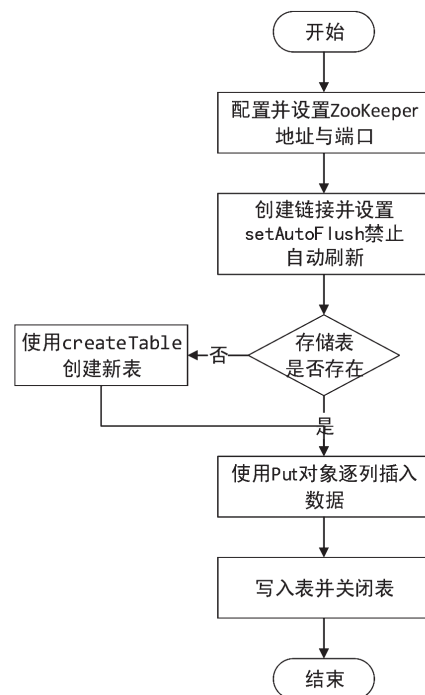 开始
配置并设置ZooKeeper
地址与端口
创建链接并设置
setAutoFlush禁止
自动刷新
存储表
是否存在
否
使用createTable
创建新表
是
使用Put对象逐列插入
数据
写入表并关闭表
结束